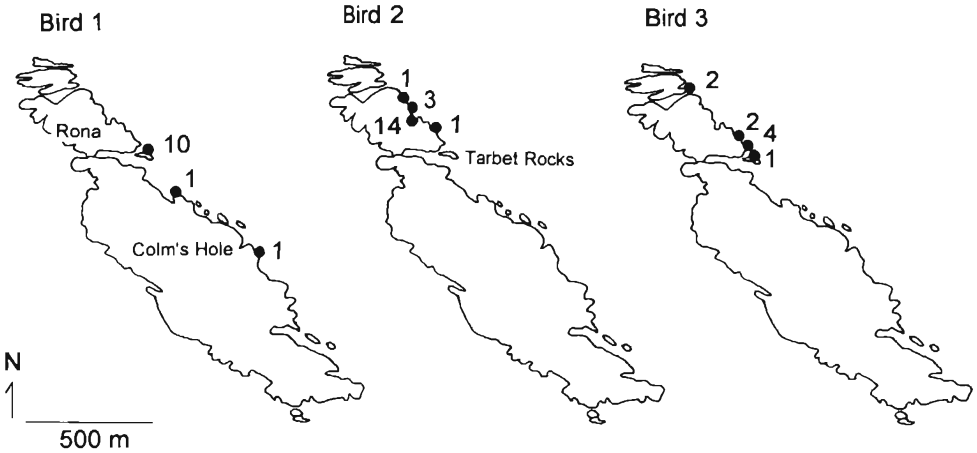 Bird 1
Bird 2
Bird 3
1
3
14
1
2
2
4
1
Rona
10
Tarbet Rocks
1
Colm's Hole
1
N
500 m